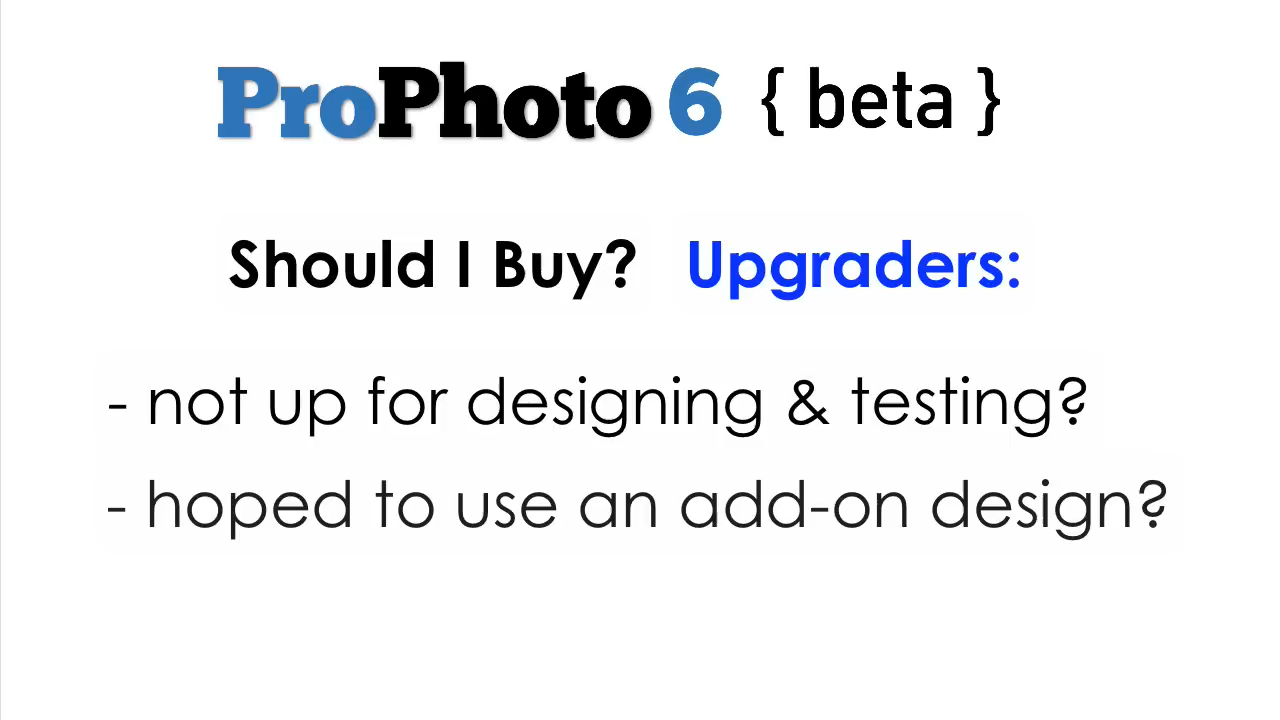 ProPhoto 6 { beta }
Should I Buy? Upgraders:
- not up for designing & testing?
- hoped to use an add-on design?